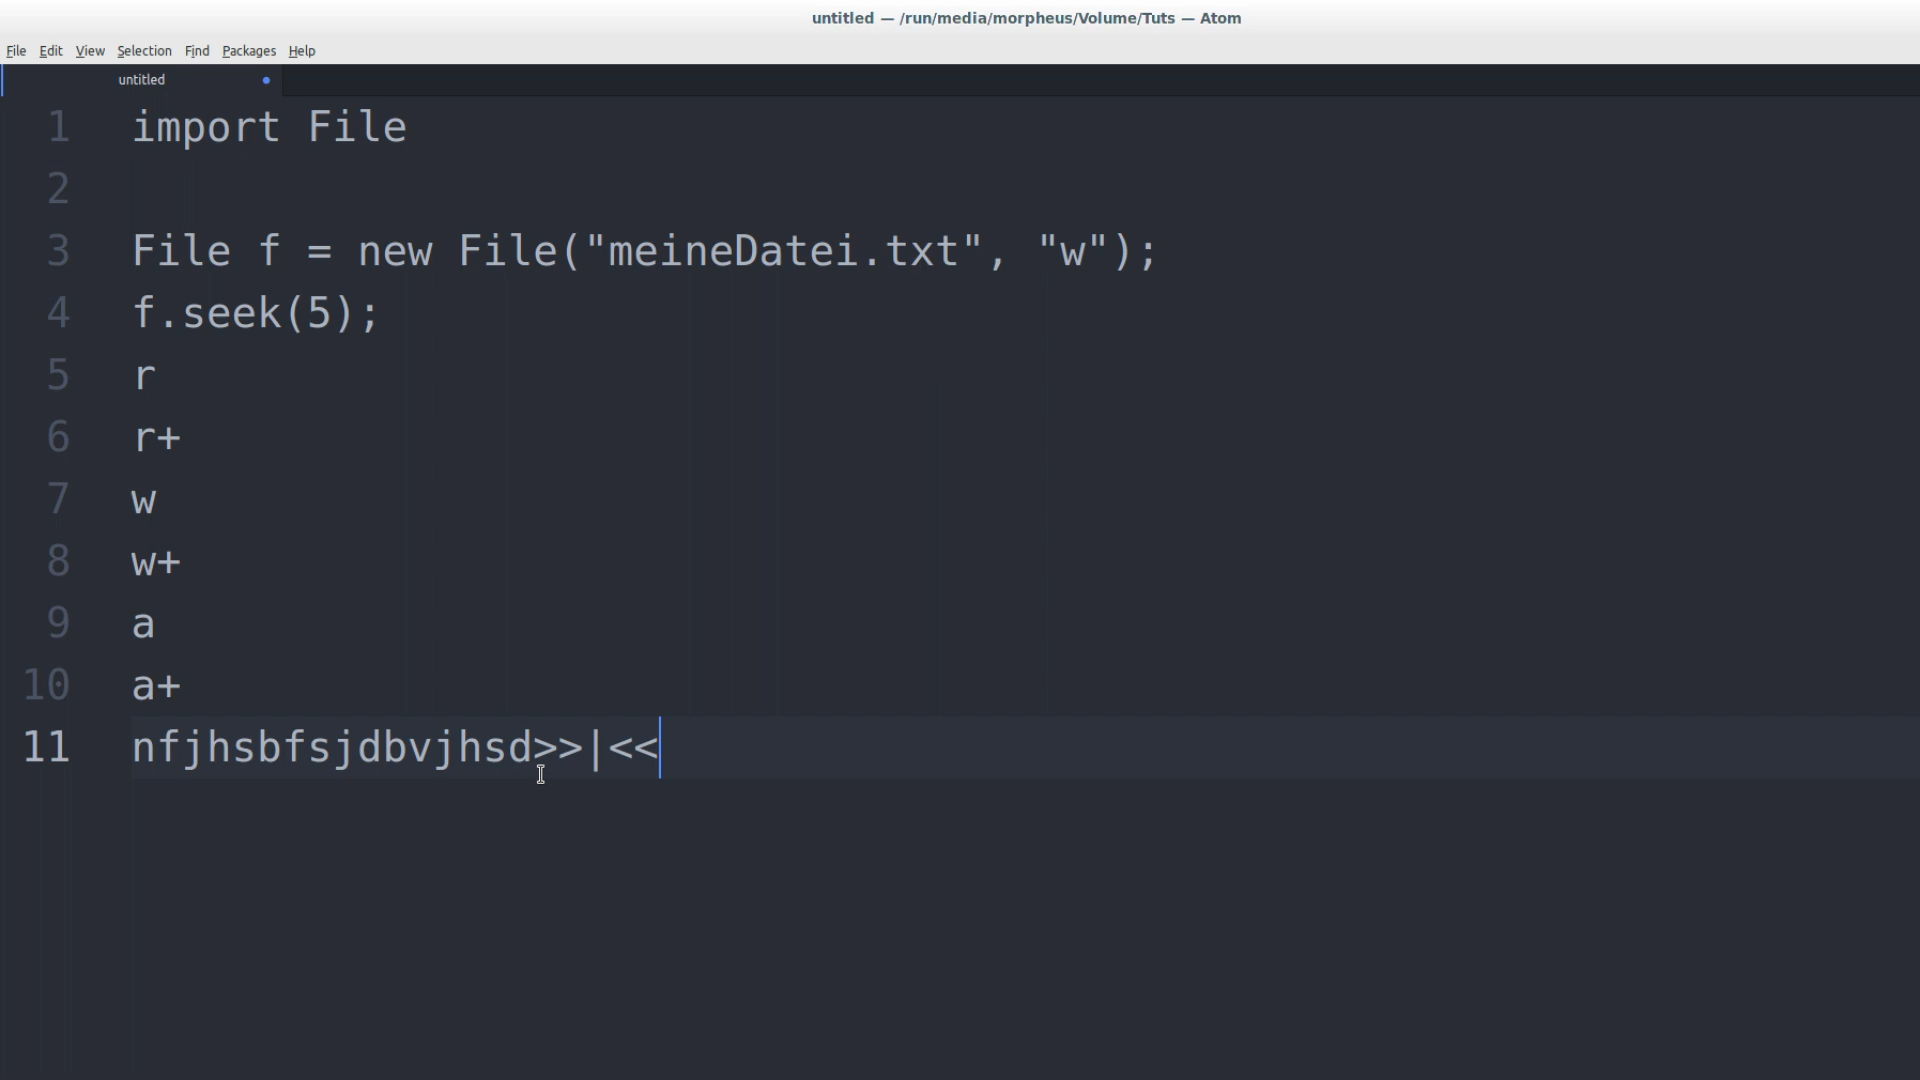 untitled — /run/media/morpheus/Volume/Tuts — Atom
File Edit View Selection Find Packages Help
untitled
1 import File
2
3 File f = new File("meineDatei.txt", "w");
4 f.seek(5);
5 r
6 r+
7 w
8 w+
9 a
10 a+
11 nfjhsbfsjdbvjhsd>>|<<